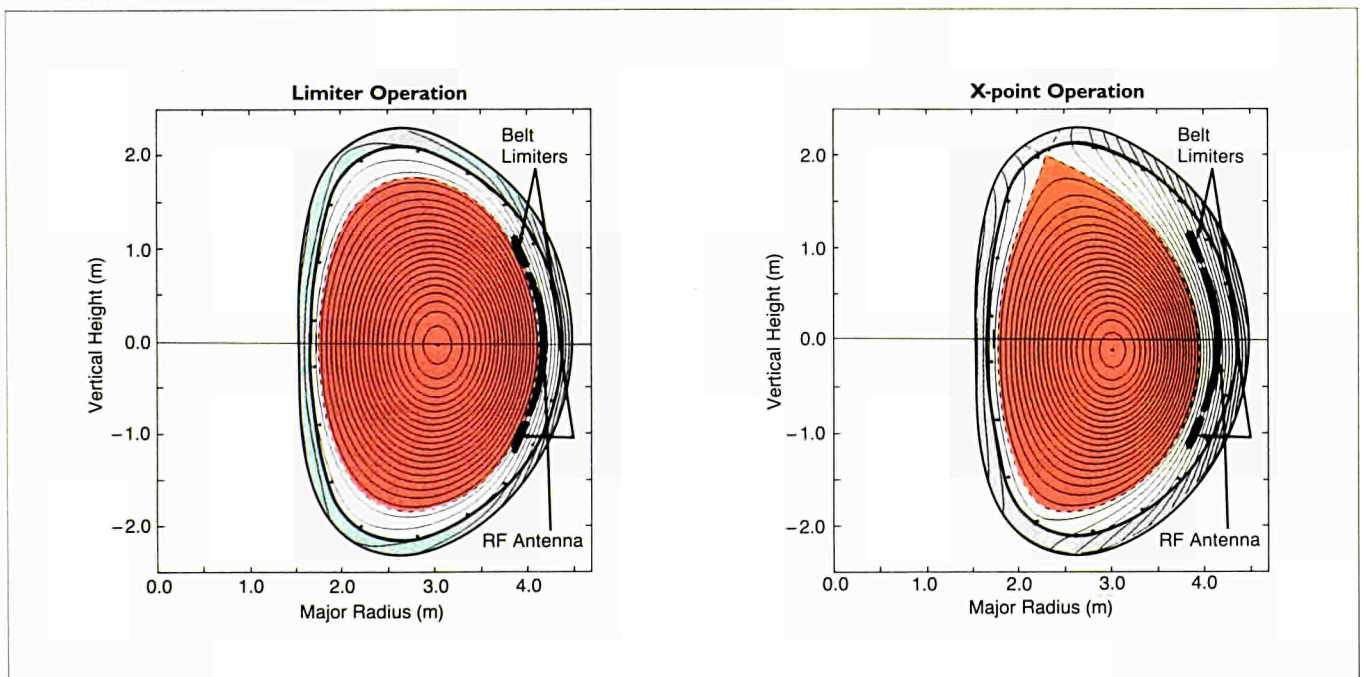 Limiter Operation
Belt
Limiters
2.0
1.0
0.0
−1.0
−2.0
Vertical Height (m)
RF Antenna
0.0
1.0
2.0
3.0
4.0
Major Radius (m)
X-point Operation
Belt
Limiters
2.0
1.0
0.0
−1.0
−2.0
Vertical Height (m)
RF Antenna
0.0
1.0
2.0
3.0
4.0
Major Radius (m)